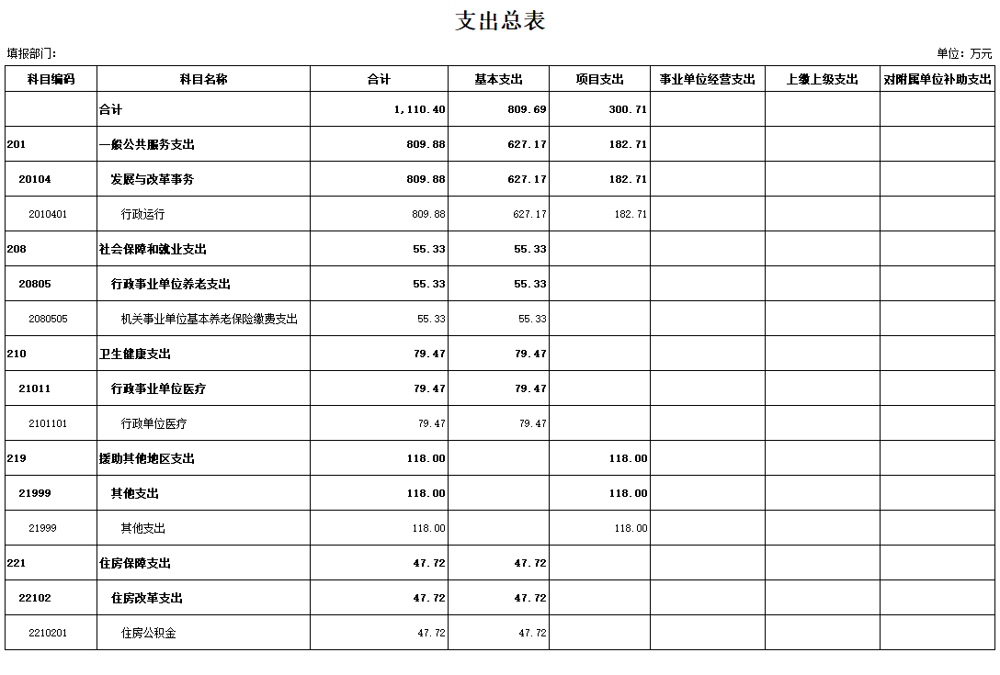 支出总表
填报部门： 单位：万元
科目编码 科目名称 合计 基本支出 项目支出 事业单位经营支出 上缴上级支出 对附属单位补助支出
合计 1,110.40 809.69 300.71
201 一般公共服务支出 809.88 627.17 182.71
20104 发展与改革事务 809.88 627.17 182.71
2010401 行政运行 809.88 627.17 182.71
208 社会保障和就业支出 55.33 55.33
20805 行政事业单位养老支出 55.33 55.33
2080505 机关事业单位基本养老保险缴费支出 55.33 55.33
210 卫生健康支出 79.47 79.47
21011 行政事业单位医疗 79.47 79.47
2101101 行政单位医疗 79.47 79.47
219 援助其他地区支出 118.00 118.00
21999 其他支出 118.00 118.00
21999 其他支出 118.00 118.00
221 住房保障支出 47.72 47.72
22102 住房改革支出 47.72 47.72
2210201 住房公积金 47.72 47.72